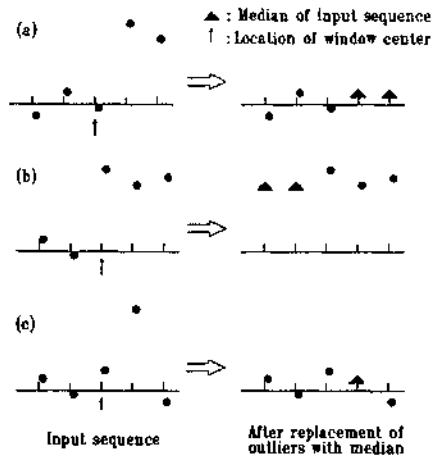 (a)
▲ : Median of input sequence
↑ : Location of window center
(b)
(c)
Input sequence
After replacement of
outliers with median